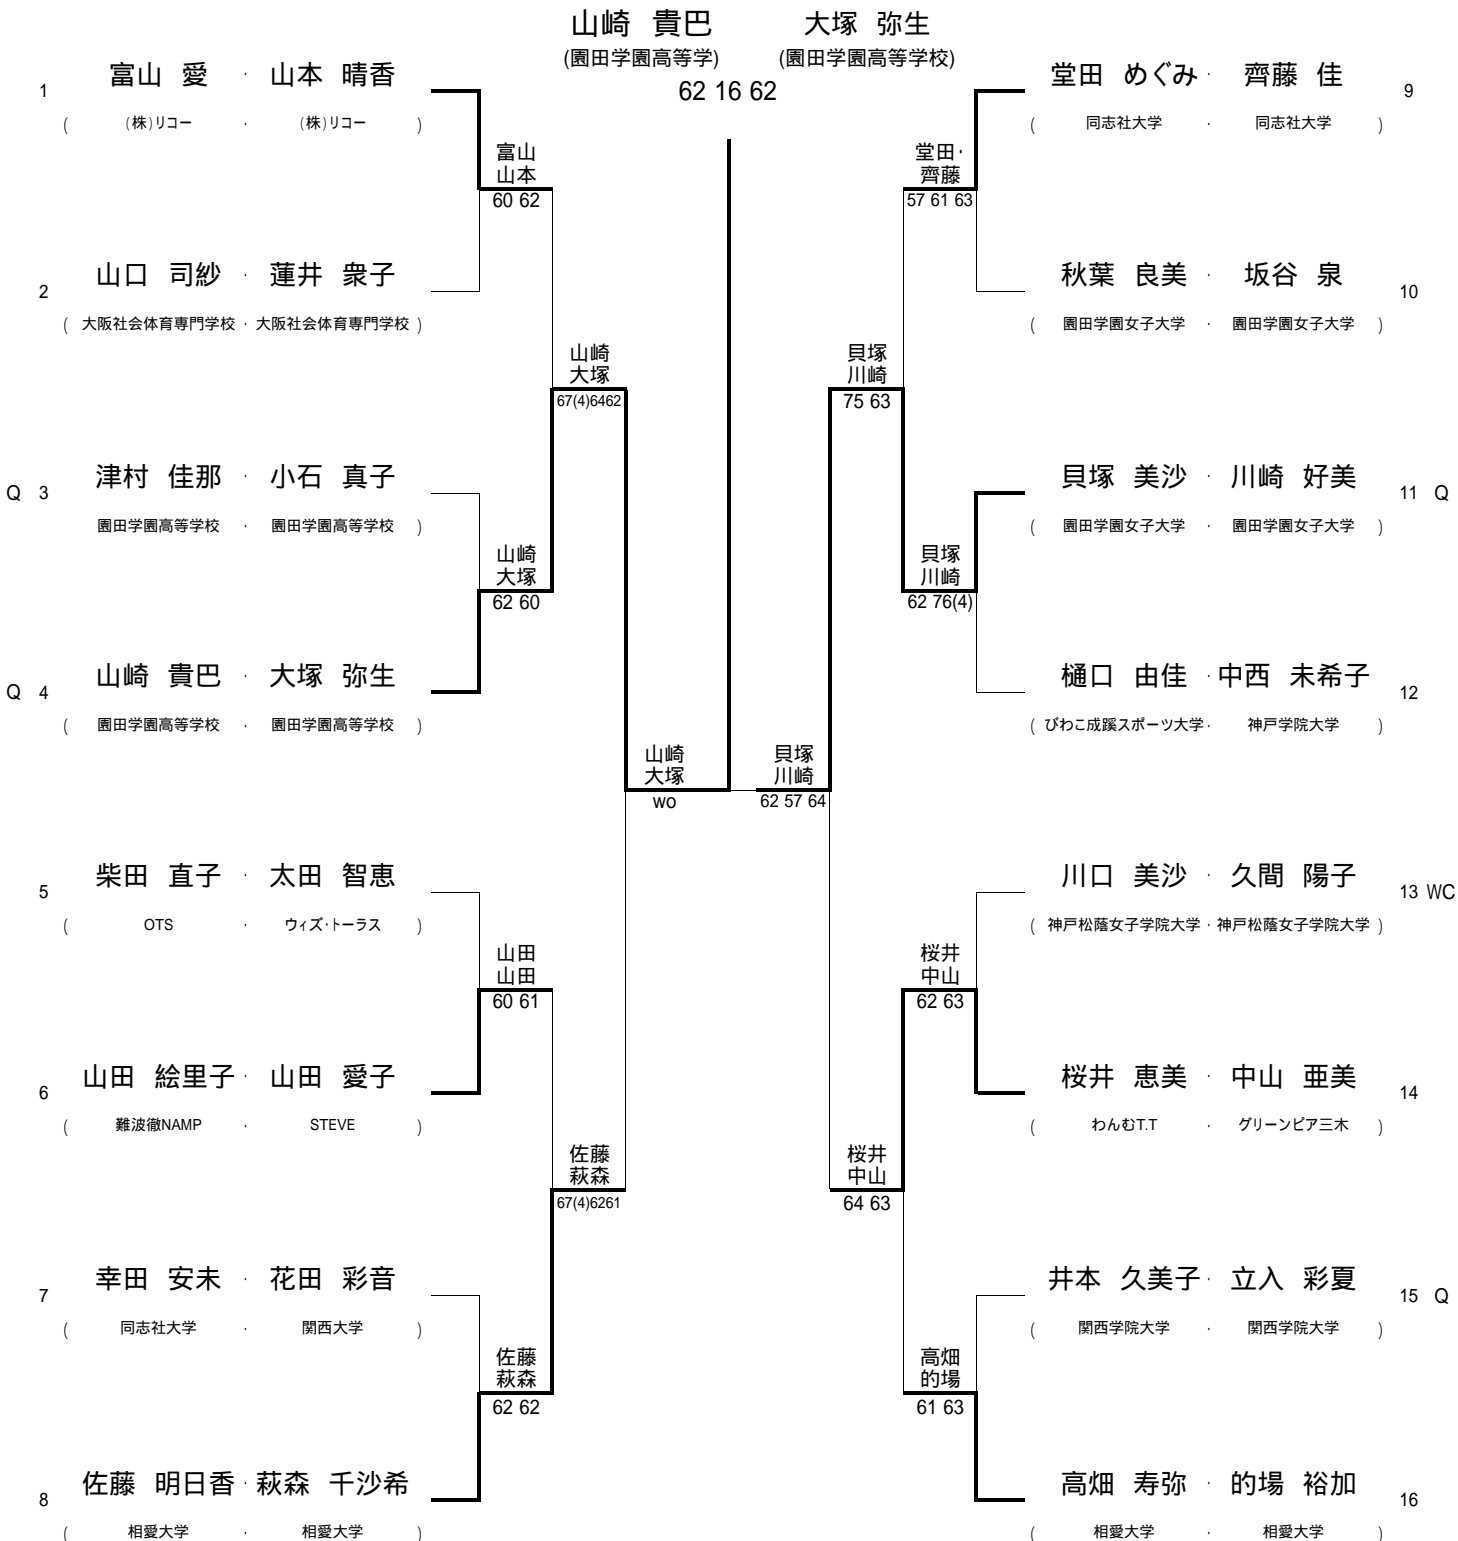 山崎 貴巳 大塚 弥生
(園田学園高等学) (園田学園高等学校)
62 16 62
1 富山 愛 · 山本 晴香
( (株)リコー · (株)リコー )
富山
山本
60 62
2 山口 司紗 · 蓮井 衆子
( 大阪社会体育専門学校 · 大阪社会体育専門学校 )
山崎
大塚
67(4)6462
Q 3 津村 佳那 · 小石 真子
園田学園高等学校 · 園田学園高等学校 )
山崎
大塚
62 60
Q 4 山崎 貴巴 · 大塚 弥生
( 園田学園高等学校 · 園田学園高等学校 )
山崎
大塚
wo
5 柴田 直子 · 太田 智恵
( OTS · ウィズ·トーラス )
山田
山田
60 61
6 山田 絵里子 · 山田 愛子
( 難波徹NAMP · STEVE )
佐藤
萩森
67(4)6261
7 幸田 安未 · 花田 彩音
( 同志社大学 · 関西大学 )
佐藤
萩森
62 62
8 佐藤 明日香 · 萩森 千沙希
( 相愛大学 · 相愛大学 )
堂田 めぐみ · 齊藤 佳 9
( 同志社大学 · 同志社大学 )
堂田·
齊藤
57 61 63
秋葉 良美 · 坂谷 泉 10
( 園田学園女子大学 · 園田学園女子大学 )
貝塚
川崎
75 63
貝塚 美沙 · 川崎 好美 11 Q
( 園田学園女子大学 · 園田学園女子大学 )
貝塚
川崎
62 76(4)
樋口 由佳 · 中西 未希子 12
( びわこ成蹊スポーツ大学 · 神戸学院大学 )
貝塚
川崎
62 57 64
川口 美沙 · 久間 陽子 13 WC
( 神戸松蔭女子学院大学 · 神戸松蔭女子学院大学 )
桜井
中山
62 63
桜井 恵美 · 中山 亜美 14
( わんむT.T · グリーンピア三木 )
桜井
中山
64 63
井本 久美子 · 立入 彩夏 15 Q
( 関西学院大学 · 関西学院大学 )
高畑
的場
61 63
高畑 寿弥 · 的場 裕加 16
( 相愛大学 · 相愛大学 )